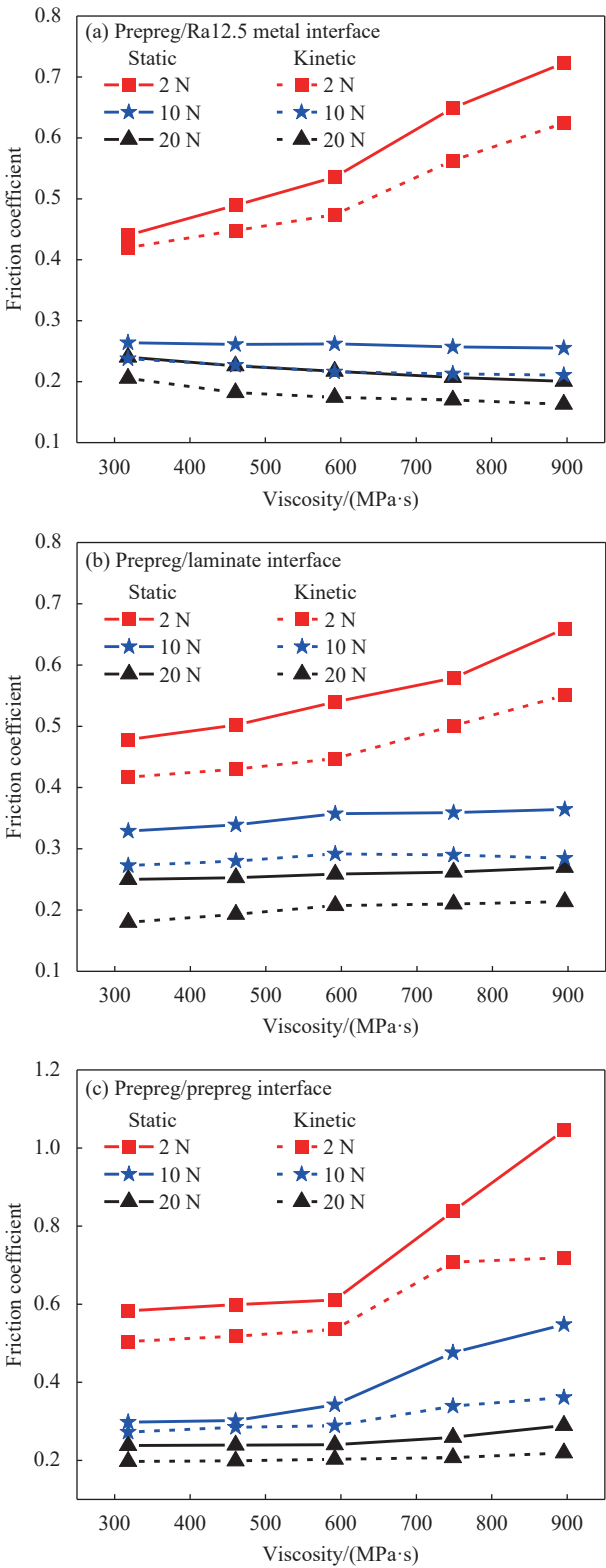 0.8
(a) Prepreg/Ra12.5 metal interface
Static Kinetic
2 N 2 N
10 N 10 N
20 N 20 N
0.7
0.6
0.5
0.4
0.3
0.2
0.1
Friction coefficient
300 400 500 600 700 800 900
Viscosity/(MPa·s)
0.8
(b) Prepreg/laminate interface
Static Kinetic
2 N 2 N
10 N 10 N
20 N 20 N
0.7
0.6
0.5
0.4
0.3
0.2
0.1
Friction coefficient
300 400 500 600 700 800 900
Viscosity/(MPa·s)
1.2
(c) Prepreg/prepreg interface
Static Kinetic
2 N 2 N
10 N 10 N
20 N 20 N
1.0
0.8
0.6
0.4
0.2
Friction coefficient
300 400 500 600 700 800 900
Viscosity/(MPa·s)